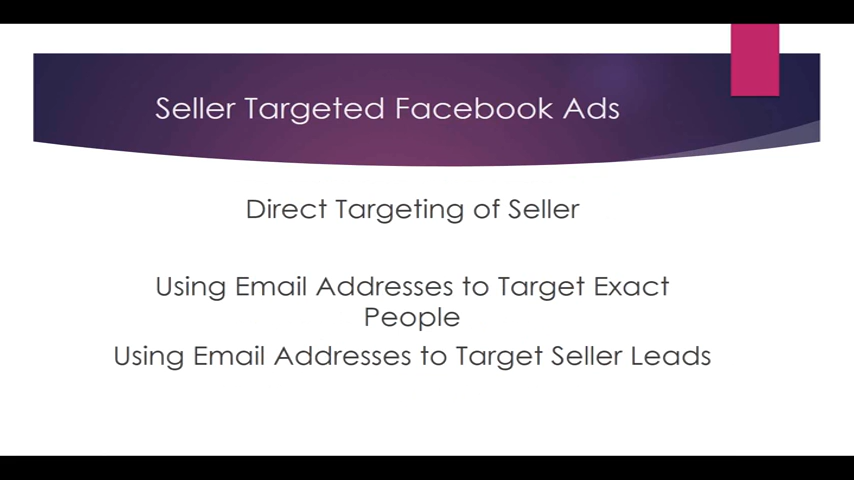 Seller Targeted Facebook Ads
Direct Targeting of Seller
Using Email Addresses to Target Exact
People
Using Email Addresses to Target Seller Leads